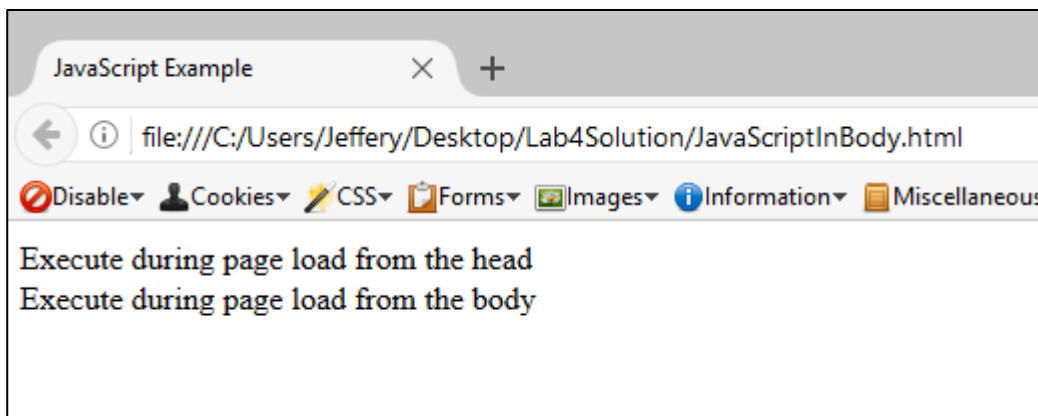 JavaScript Example
file:///C:/Users/Jeffery/Desktop/Lab4Solution/JavaScriptInBody.html
Disable Cookies CSS Forms Images Information Miscellaneous
Execute during page load from the head
Execute during page load from the body